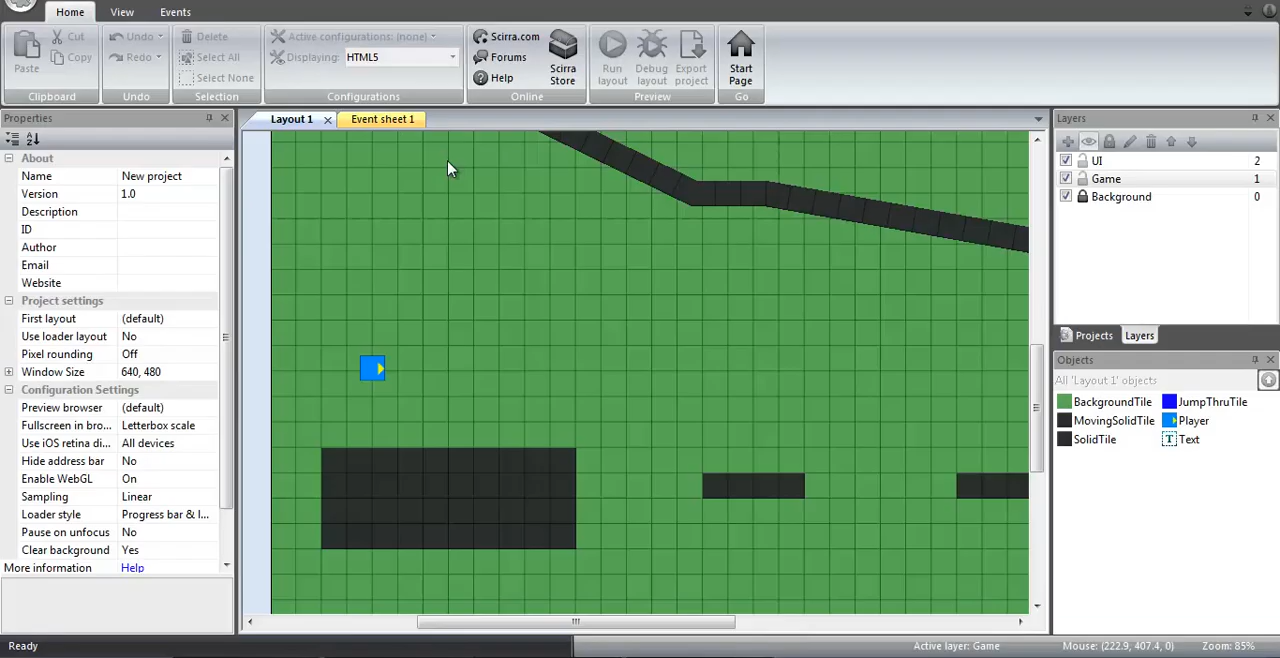 Home View Events
Paste
Cut
Copy
Clipboard
Undo
Redo
Undo
Delete
Select All
Select None
Selection
Active configurations: (none)
Displaying: HTML5
Configurations
Scirra.com
Forums
Help
Scirra Store
Online
Run layout
Debug layout
Export project
Preview
Start Page
Go
Properties
About
Name New project
Version 1.0
Description
ID
Author
Email
Website
Project settings
First layout (default)
Use loader layout No
Pixel rounding Off
Window Size 640, 480
Configuration Settings
Preview browser (default)
Fullscreen in bro... Letterbox scale
Use iOS retina di... All devices
Hide address bar No
Enable WebGL On
Sampling Linear
Loader style Progress bar & l...
Pause on unfocus No
Clear background Yes
More information Help
Layout 1 Event sheet 1
Layers
UI 2
Game 1
Background 0
Projects Layers
Objects
All 'Layout 1' objects
BackgroundTile JumpThruTile
MovingSolidTile Player
SolidTile T Text
Ready Active layer: Game Mouse: (222.9, 407.4, 0) Zoom: 85%